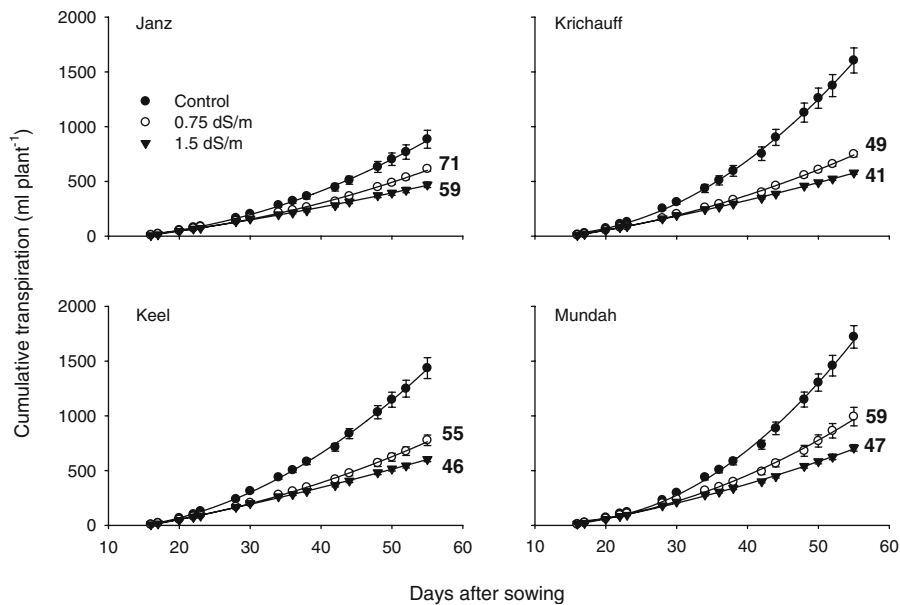 Janz
Control
0.75 dS/m
1.5 dS/m
2000
1500
1000
500
0
71
59
Krichauff
49
41
Keel
2000
1500
1000
500
0
10 20 30 40 50 60
55
46
Mundah
59
47
10 20 30 40 50 60
Cumulative transpiration (ml plant⁻¹)
Days after sowing